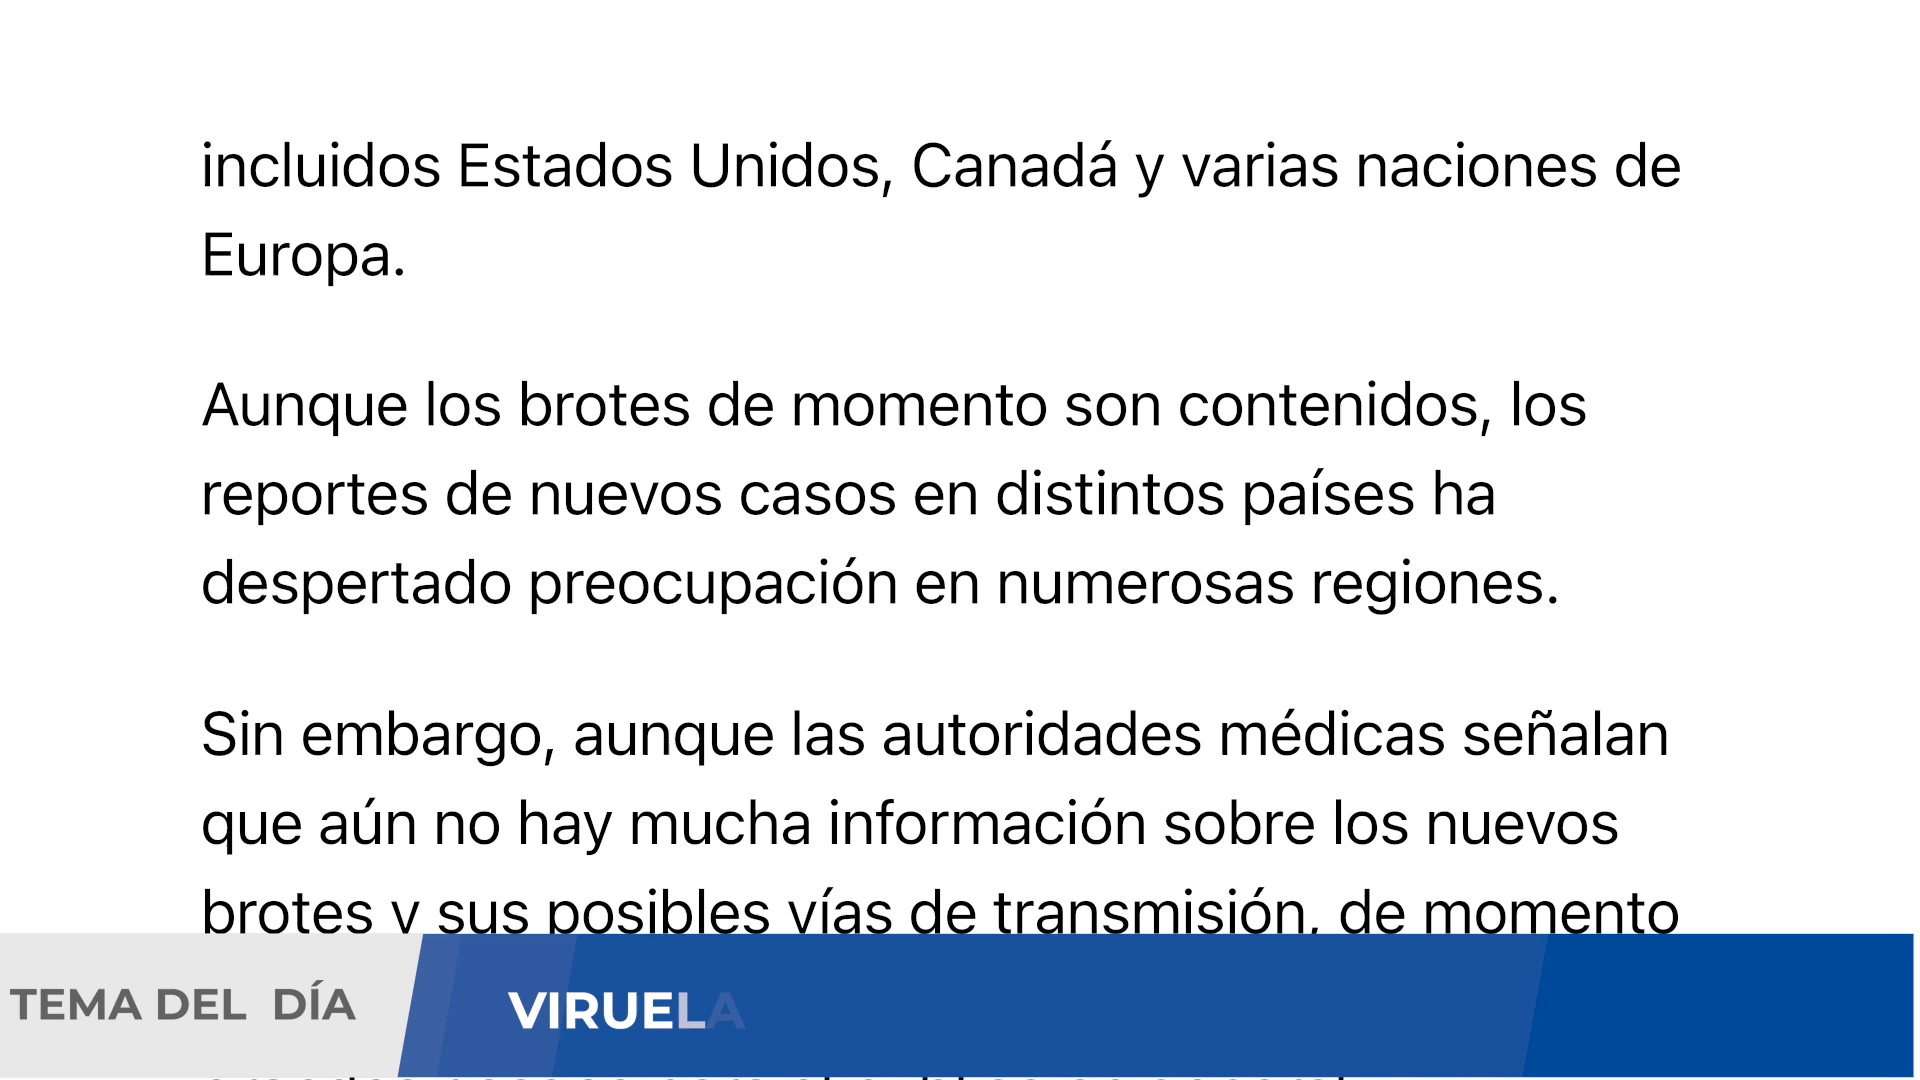 incluidos Estados Unidos, Canadá y varias naciones de
Europa.
Aunque los brotes de momento son contenidos, los
reportes de nuevos casos en distintos países ha
despertado preocupación en numerosas regiones.
Sin embargo, aunque las autoridades médicas señalan
que aún no hay mucha información sobre los nuevos
brotes y sus posibles vías de transmisión, de momento
TEMA DEL DÍA
VIRUELA